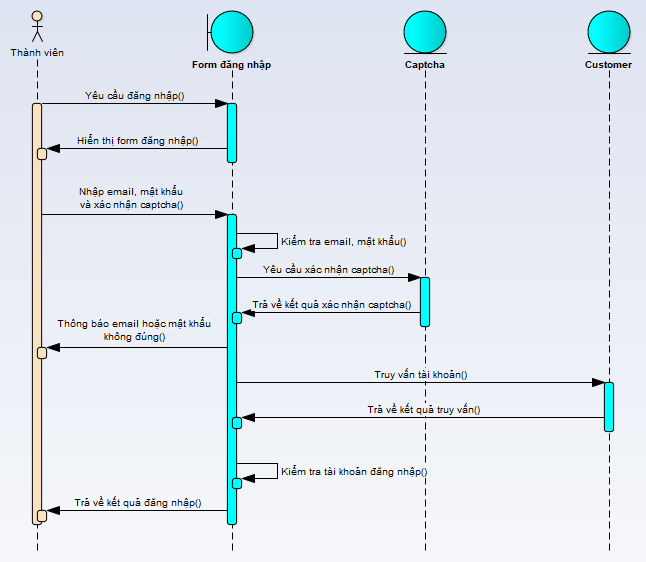 Thành viên
Form đăng nhập
Captcha
Customer
Yêu cầu đăng nhập()
Hiển thị form đăng nhập()
Nhập email, mật khẩu
và xác nhận captcha()
Kiểm tra email, mật khẩu()
Yêu cầu xác nhận captcha()
Trả về kết quả xác nhận captcha()
Thông báo email hoặc mật khẩu
không đúng()
Truy vấn tài khoản()
Trả về kết quả truy vấn()
Kiểm tra tài khoản đăng nhập()
Trả về kết quả đăng nhập()